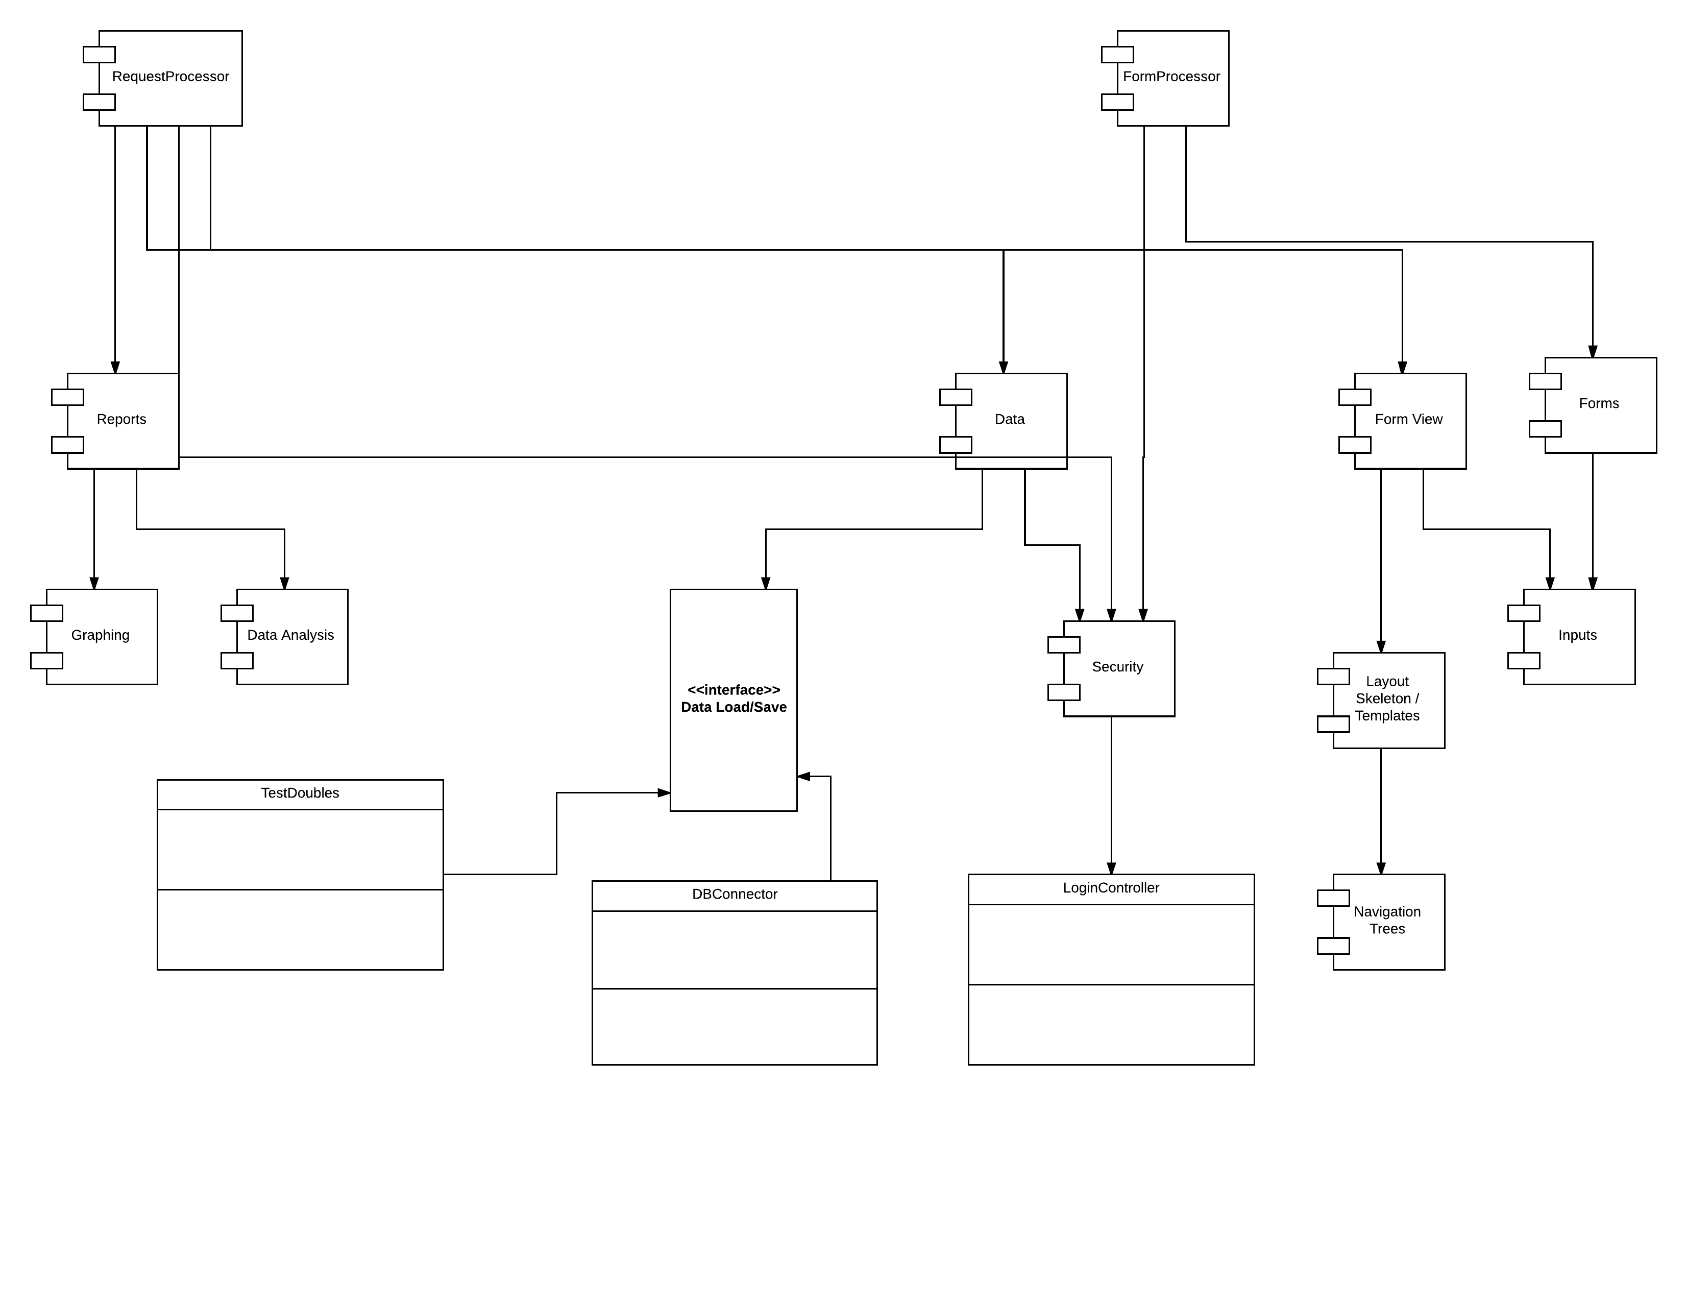 RequestProcessor
FormProcessor
Reports
Data
Form View
Forms
Graphing
Data Analysis
<<interface>>
Data Load/Save
Security
Inputs
Layout
Skeleton /
Templates
TestDoubles
DBConnector
LoginController
Navigation
Trees